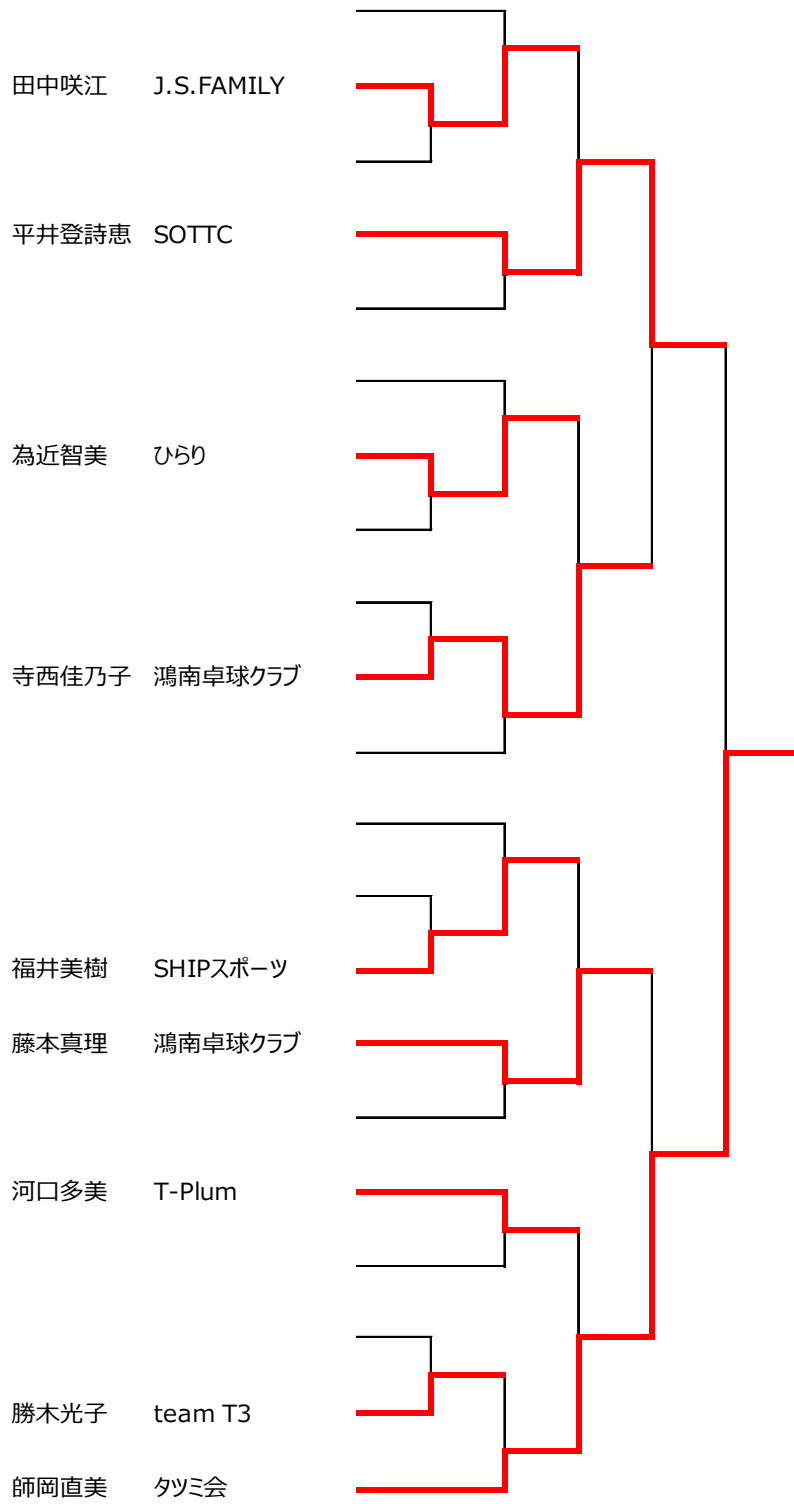 田中咲江 J.S.FAMILY
平井登詩恵 SOTTC
為近智美 ひらり
寺西佳乃子 鴻南卓球クラブ
福井美樹 SHIPスポーツ
藤本真理 鴻南卓球クラブ
河口多美 T-Plum
勝木光子 team T3
師岡直美 タツミ会